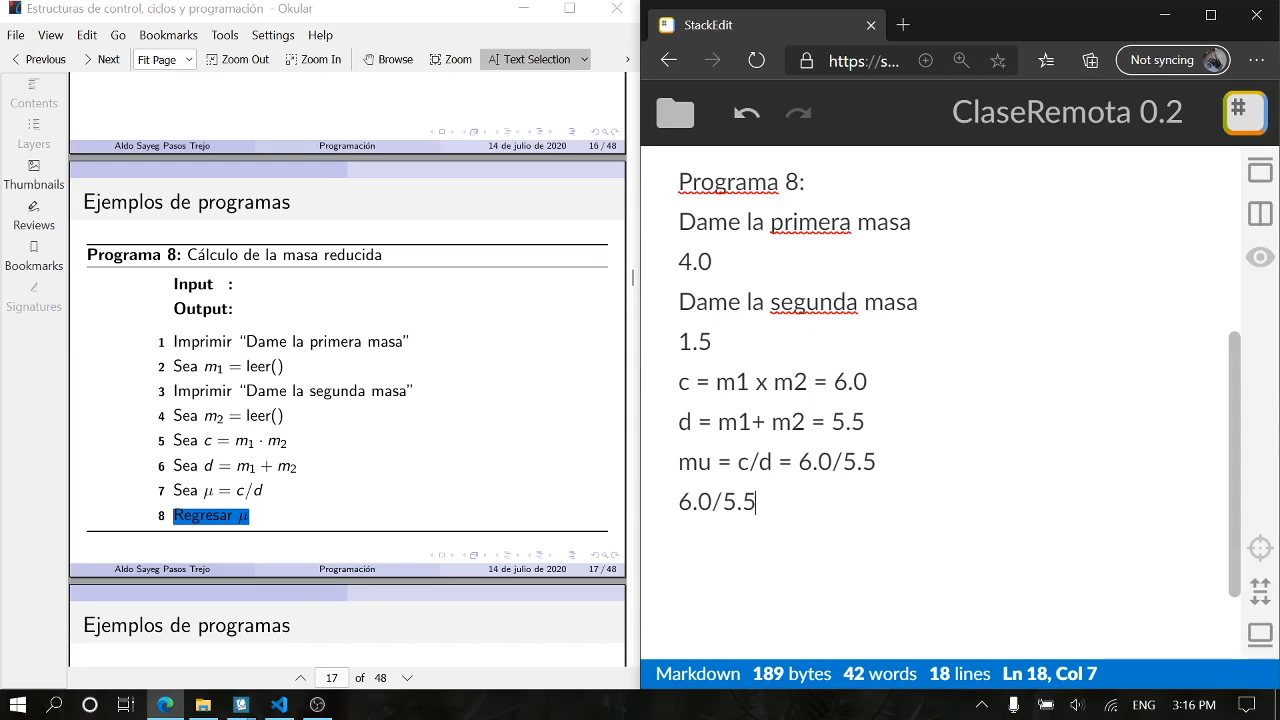 Estructuras de control, ciclos y programación - Okular
File View Edit Go Bookmarks Tools Settings Help
Previous Next Fit Page Zoom Out Zoom In Browse Zoom Text Selection
Contents
Layers
Thumbnails
Reviews
Bookmarks
Signatures
Aldo Sayeg Pasos Trejo Programación 14 de julio de 2020 16 / 48
Ejemplos de programas
Programa 8: Cálculo de la masa reducida
Input :
Output:
1 Imprimir “Dame la primera masa”
2 Sea m1 = leer()
3 Imprimir “Dame la segunda masa”
4 Sea m2 = leer()
5 Sea c = m1 · m2
6 Sea d = m1 + m2
7 Sea μ = c/d
8 Regresar μ
Aldo Sayeg Pasos Trejo Programación 14 de julio de 2020 17 / 48
Ejemplos de programas
17 of 48
StackEdit
https://s...
Not syncing
ClaseRemota 0.2
Programa 8:
Dame la primera masa
4.0
Dame la segunda masa
1.5
c = m1 x m2 = 6.0
d = m1+ m2 = 5.5
mu = c/d = 6.0/5.5
6.0/5.5
Markdown 189 bytes 42 words 18 lines Ln 18, Col 7
ENG 3:16 PM